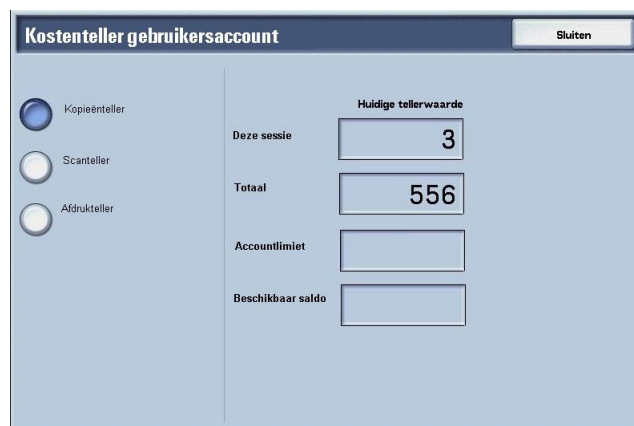 Kostenteller gebruikersaccount
Sluiten
Kopieënteller
Scanteller
Afdrukteller
Huidige tellerwaarde
Deze sessie 3
Totaal 556
Accountlimiet
Beschikbaar saldo